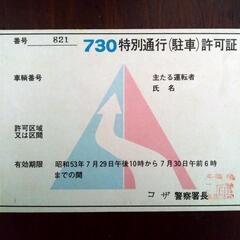 番号 821
730特別通行(駐車)許可証
車輌番号 主たる運転者
氏名
許可区域
又は区間
有効期限 昭和53年7月29日午後10時から7月30日午前6時
までの間
コザ警察署長